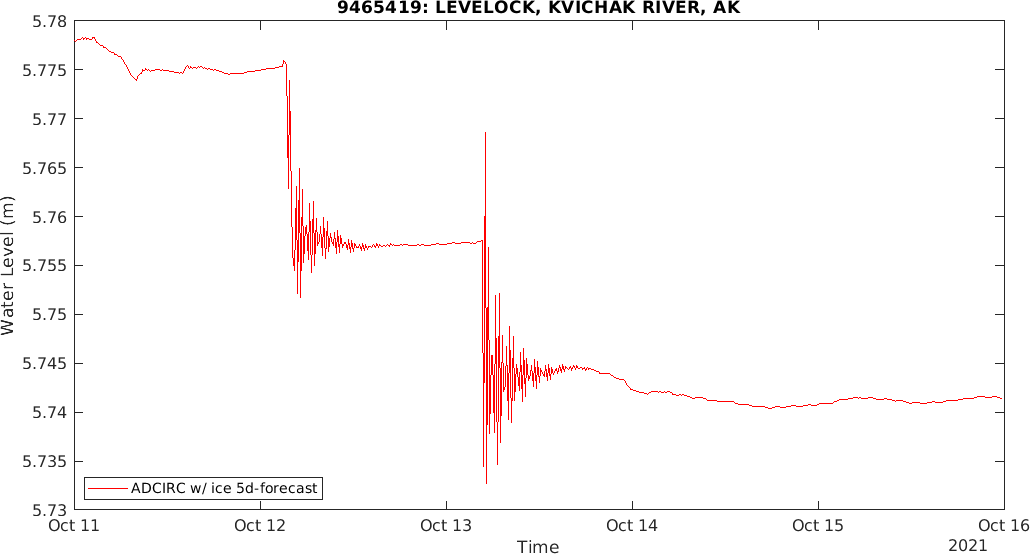 9465419: LEVELOCK, KVICHAK RIVER, AK
5.78
5.775
5.77
5.765
5.76
5.755
5.75
5.745
5.74
5.735
5.73
Water Level (m)
ADCIRC w/ ice 5d-forecast
Oct 11 Oct 12 Oct 13 Oct 14 Oct 15 Oct 16
Time
2021